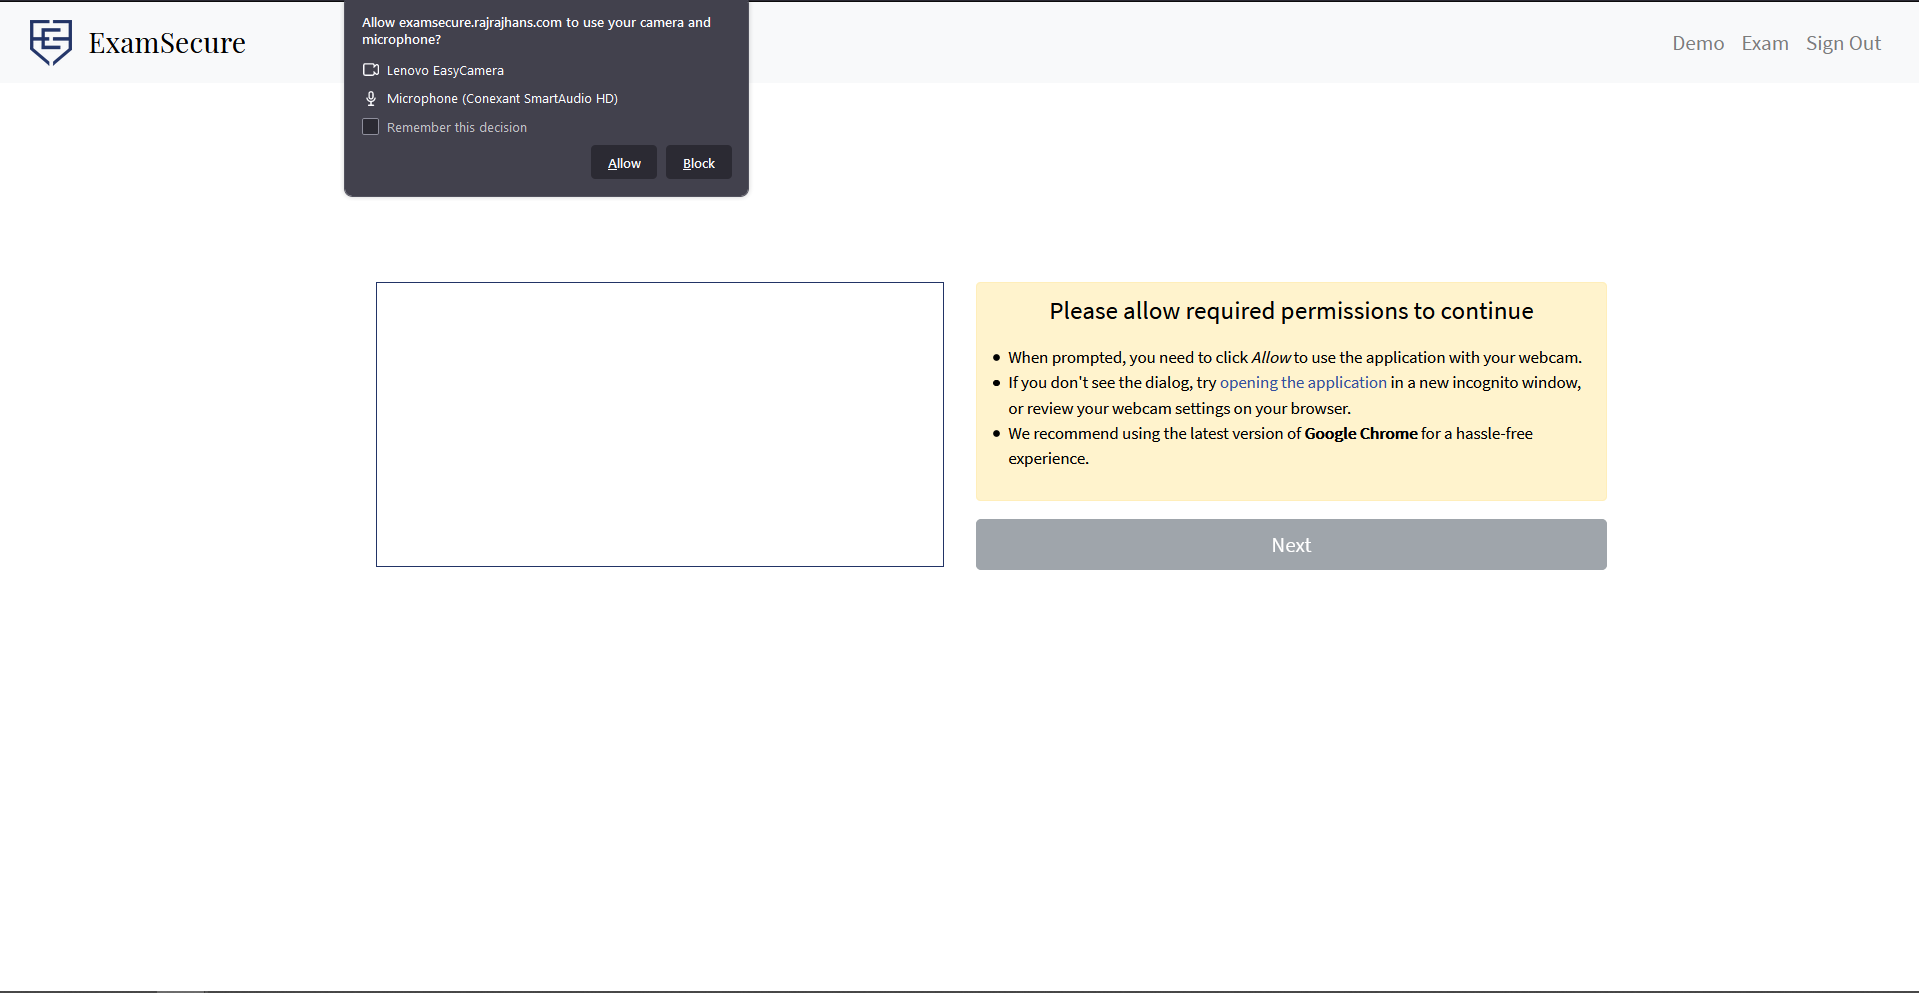 ExamSecure
Demo Exam Sign Out
Allow examsecure.rajrajhans.com to use your camera and
microphone?
Lenovo EasyCamera
Microphone (Conexant SmartAudio HD)
Remember this decision
Allow Block
Please allow required permissions to continue
When prompted, you need to click Allow to use the application with your webcam.
If you don't see the dialog, try opening the application in a new incognito window,
or review your webcam settings on your browser.
We recommend using the latest version of Google Chrome for a hassle-free
experience.
Next